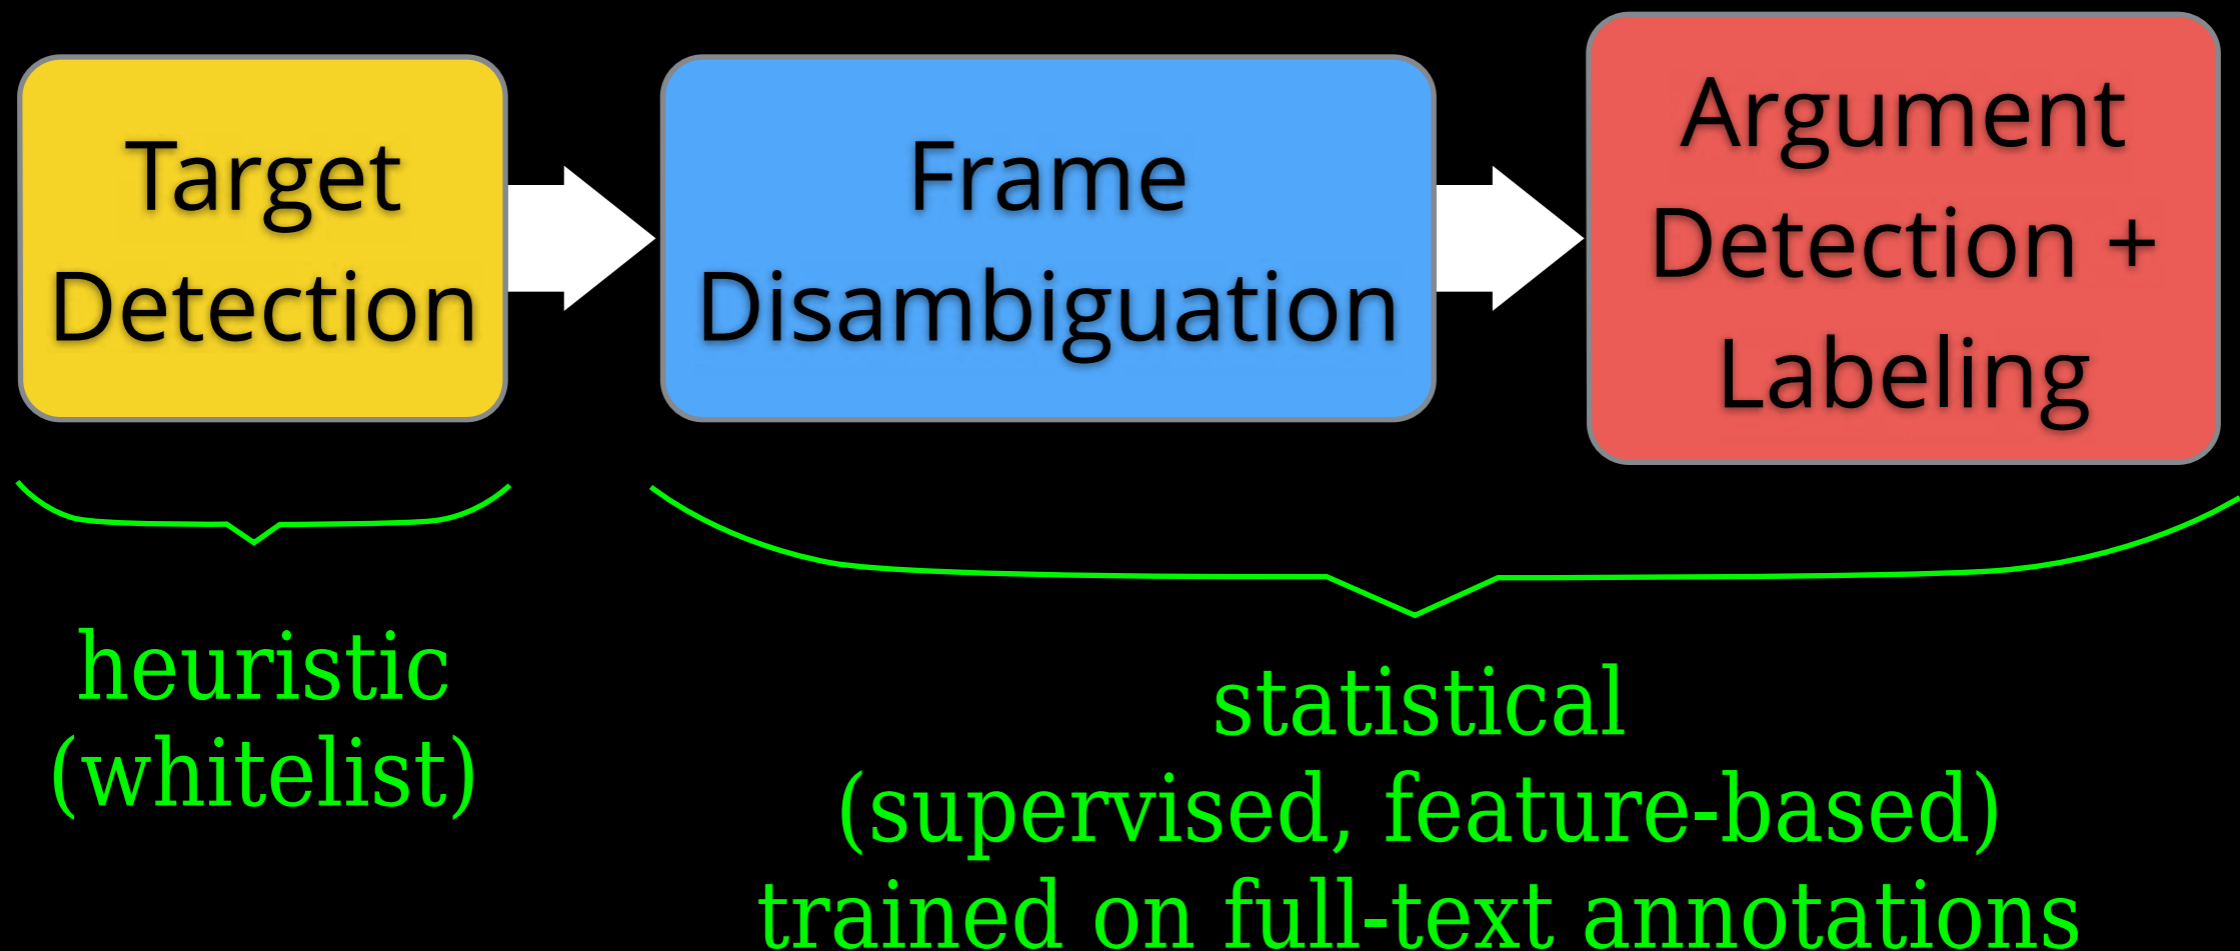 Target
Detection
Frame
Disambiguation
Argument
Detection +
Labeling
heuristic
(whitelist)
statistical
(supervised, feature-based)
trained on full-text annotations